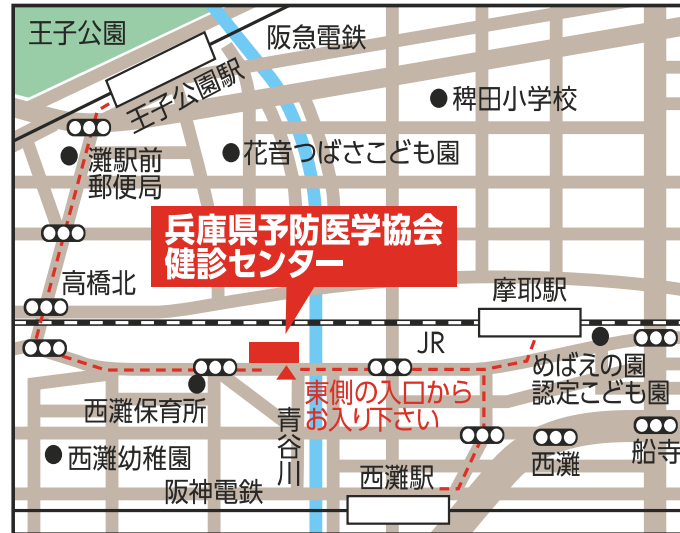 王子公園
阪急電鉄
王子公園駅
稗田小学校
灘駅前
郵便局
花音つばさこども園
兵庫県予防医学協会
健診センター
高橋北
摩耶駅
JR
めばえの園
認定こども園
東側の入口から
お入り下さい
西灘保育所
青谷川
西灘幼稚園
西灘駅
西灘
船寺
阪神電鉄